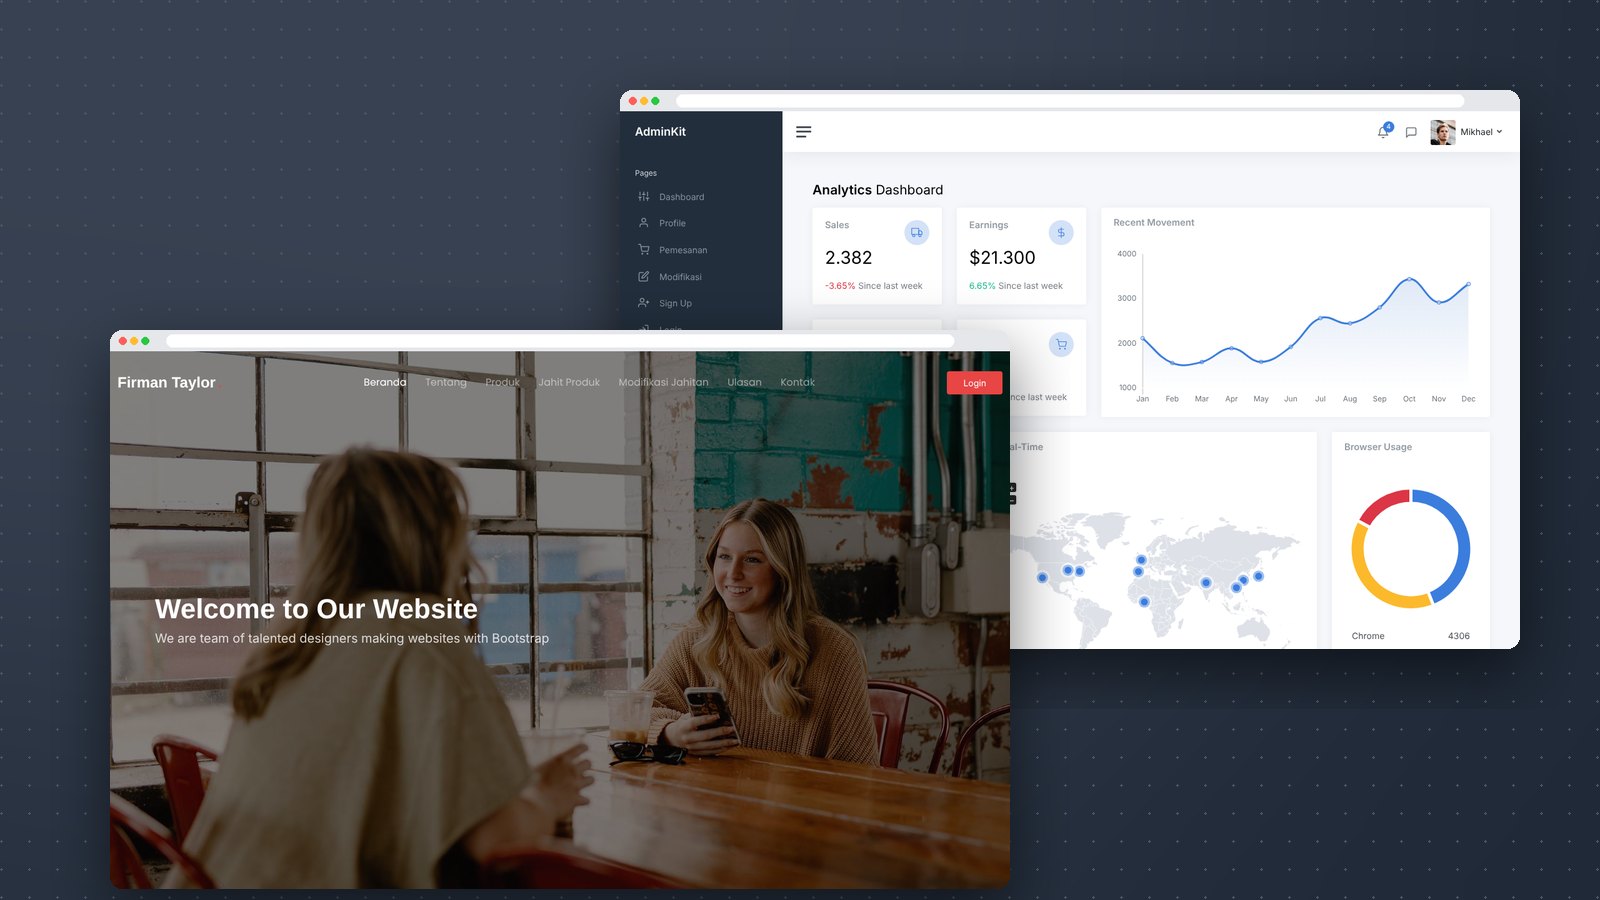 AdminKit
4
Mikhael
Pages
Dashboard
Profile
Pemesanan
Modifikasi
Sign Up
Analytics Dashboard
Sales
2.382
-3.65% Since last week
Earnings
$21.300
6.65% Since last week
Recent Movement
4000
3000
2000
1000
Jan Feb Mar Apr May Jun Jul Aug Sep Oct Nov Dec
last week
Browser Usage
Chrome 4306
Firman Taylor
Beranda Tentang Produk Jahit Produk Modifikasi Jahitan Ulasan Kontak
Login
Welcome to Our Website
We are team of talented designers making websites with Bootstrap